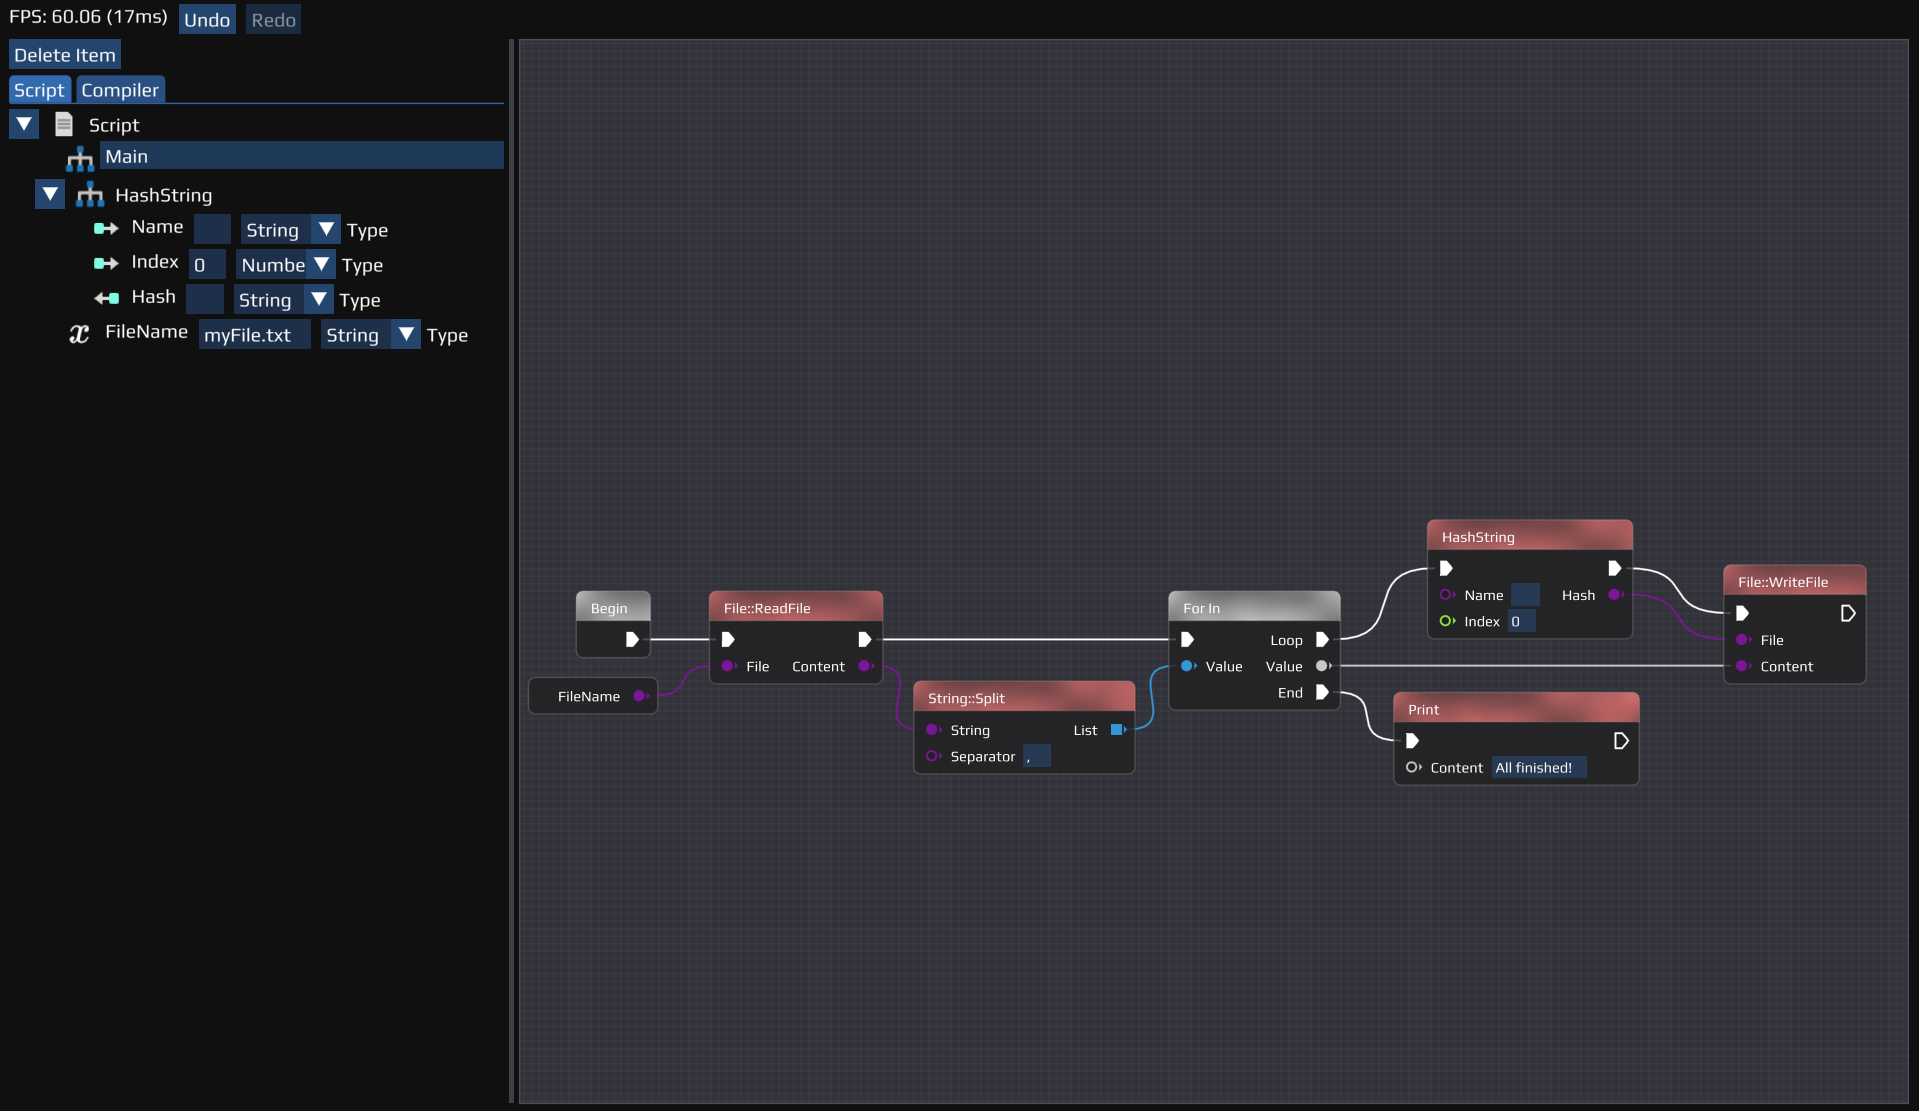 FPS: 60.06 (17ms) Undo Redo
Delete Item
Script Compiler
Script
Main
HashString
Name String Type
Index 0 Numbe Type
Hash String Type
x FileName myFile.txt String Type
Begin
FileName
File::ReadFile
File Content
String::Split
String List
Separator ,
For In
Loop
Value Value
End
HashString
Name Hash
Index 0
File::WriteFile
File
Content
Print
Content All finished!